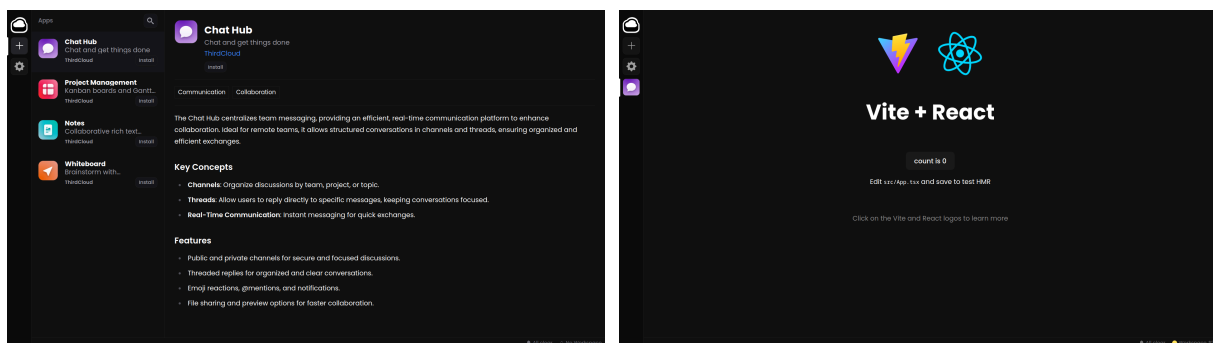 Apps
Chat Hub
Chat and get things done
ThirdCloud
Install
Project Management
Kanban boards and Gantt...
ThirdCloud
Install
Notes
Collaborative rich text...
ThirdCloud
Install
Whiteboard
Brainstorm with...
ThirdCloud
Install
Chat Hub
Chat and get things done
ThirdCloud
Install
Communication Collaboration
The Chat Hub centralizes team messaging, providing an efficient, real-time communication platform to enhance
collaboration. Ideal for remote teams, it allows structured conversations in channels and threads, ensuring organized and
efficient exchanges.
Key Concepts
Channels: Organize discussions by team, project, or topic.
Threads: Allow users to reply directly to specific messages, keeping conversations focused.
Real-Time Communication: Instant messaging for quick exchanges.
Features
Public and private channels for secure and focused discussions.
Threaded replies for organized and clear conversations.
Emoji reactions, @mentions, and notifications.
File sharing and preview options for faster collaboration.
Vite + React
count is 0
Edit src/App.tsx and save to test HMR
Click on the Vite and React logos to learn more